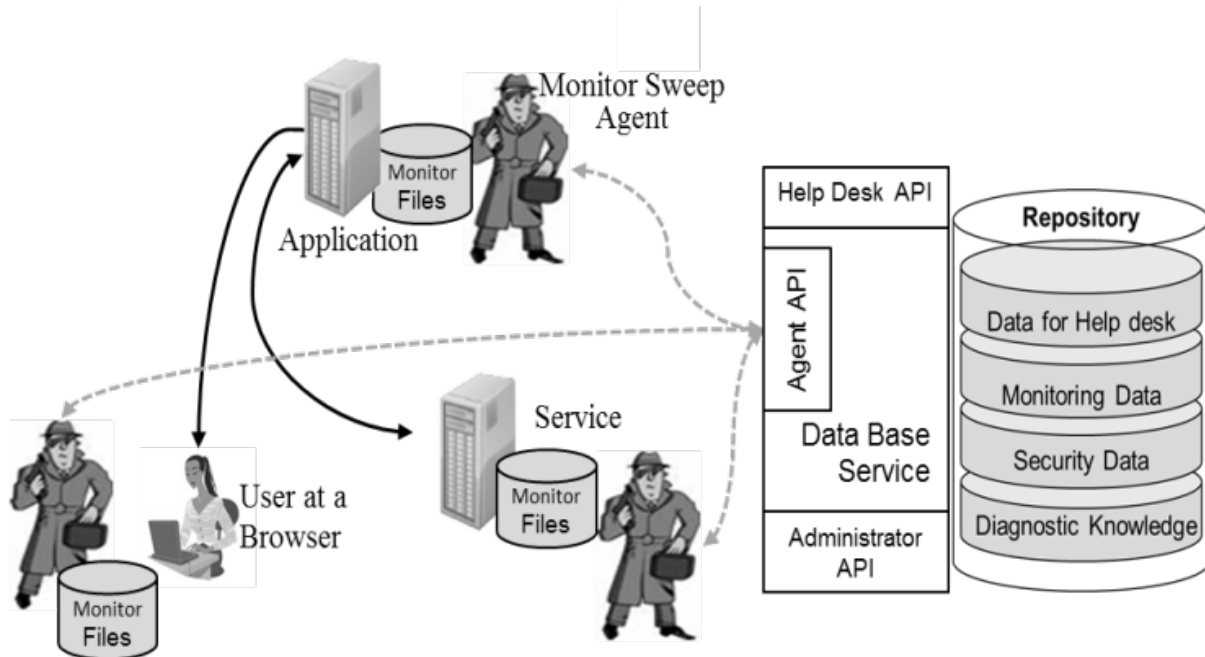 Monitor Sweep
Agent
Monitor
Files
Application
Help Desk API
Repository
Agent API
Data for Help desk
Monitoring Data
Data Base
Service
Security Data
Diagnostic Knowledge
Administrator
API
Service
Monitor
Files
User at a
Browser
Monitor
Files